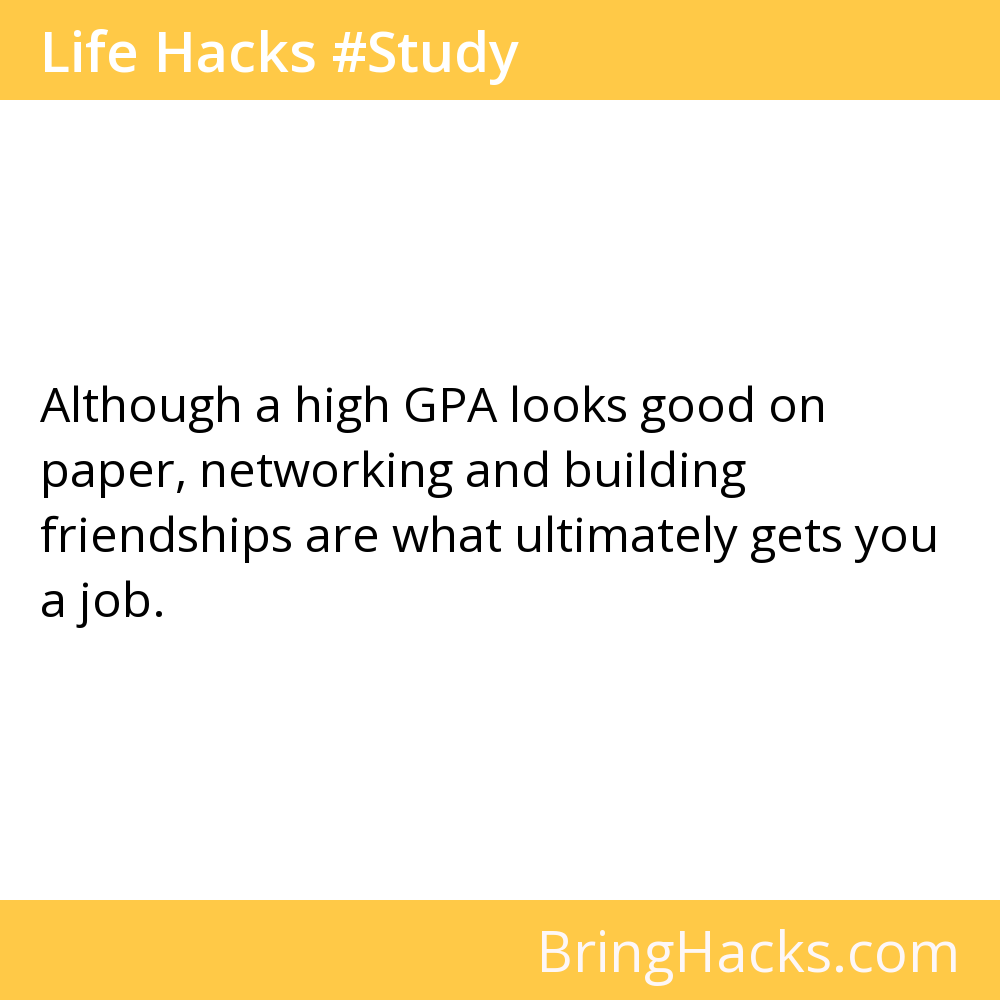 Life Hacks #Study
Although a high GPA looks good on
paper, networking and building
friendships are what ultimately gets you
a job.
BringHacks.com